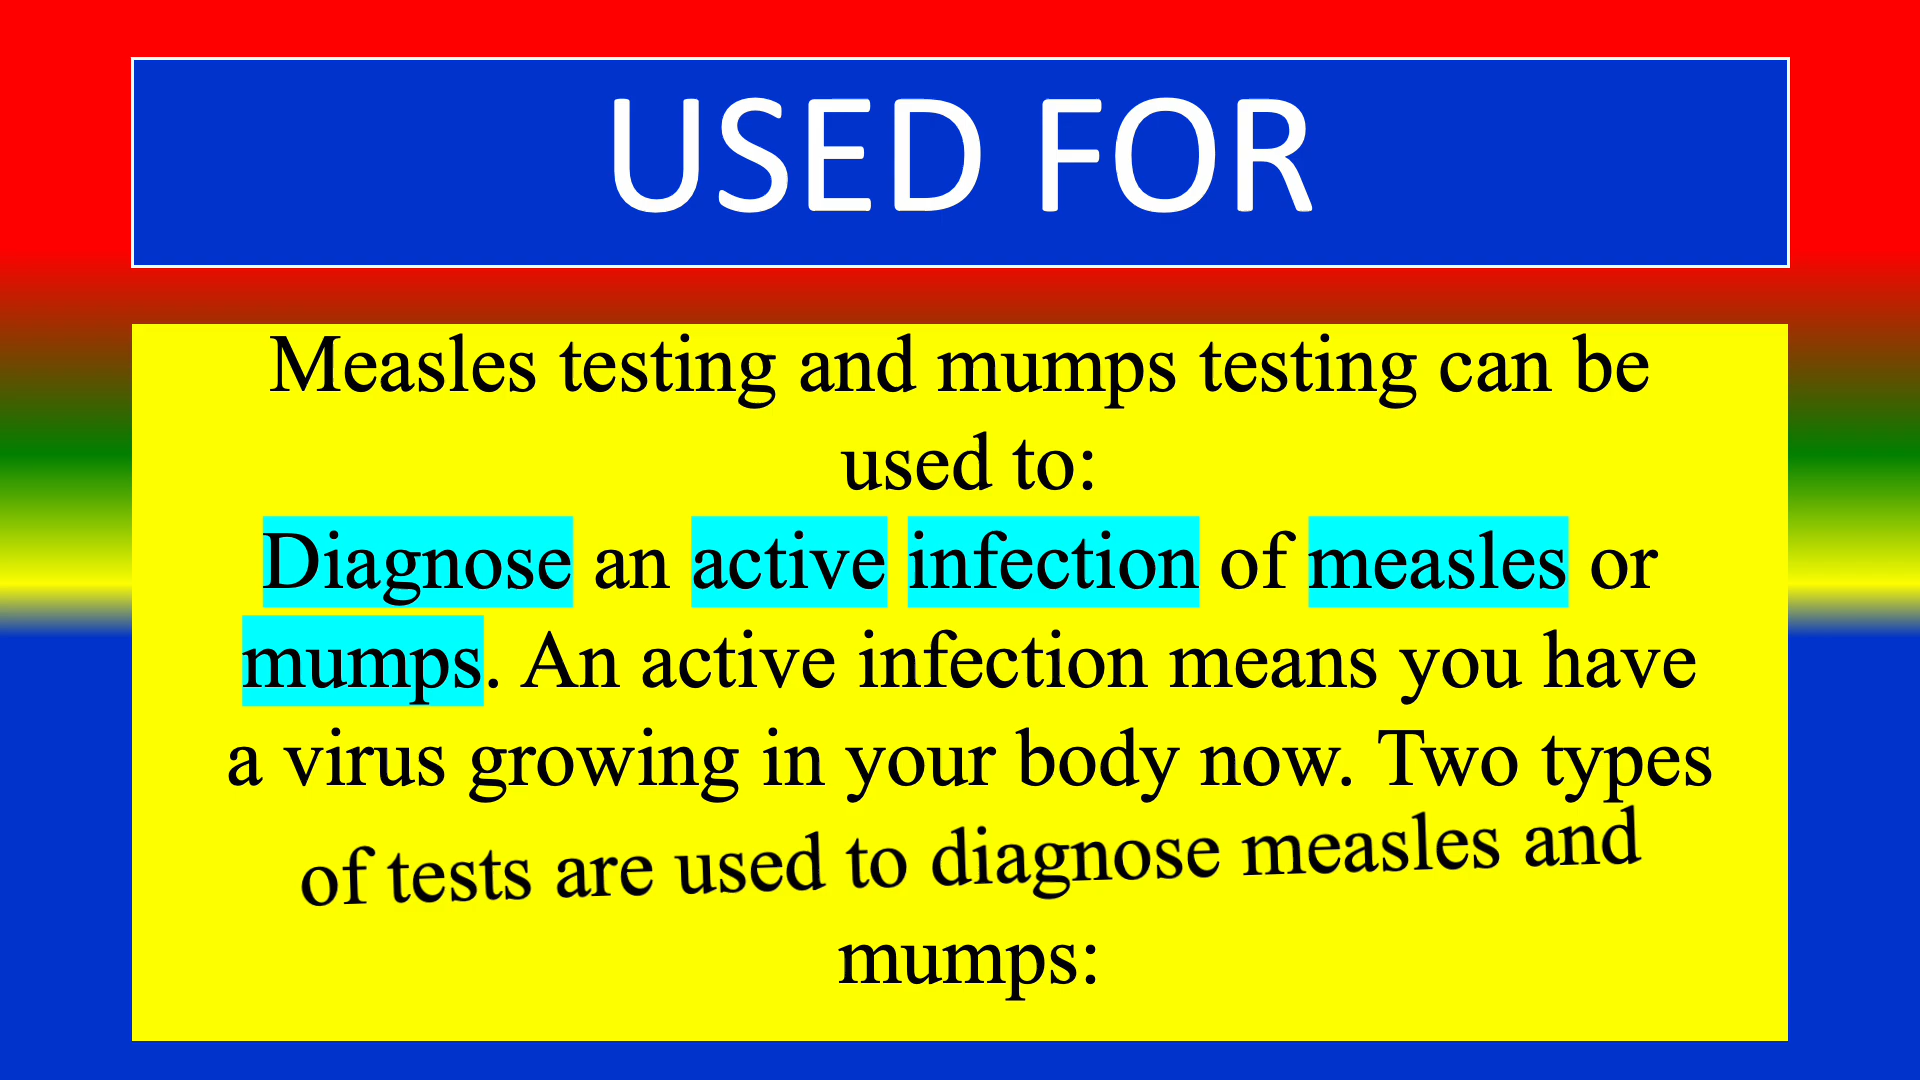 USED FOR
Measles testing and mumps testing can be
used to:
Diagnose an active infection of measles or
mumps. An active infection means you have
a virus growing in your body now. Two types
of tests are used to diagnose measles and
mumps: